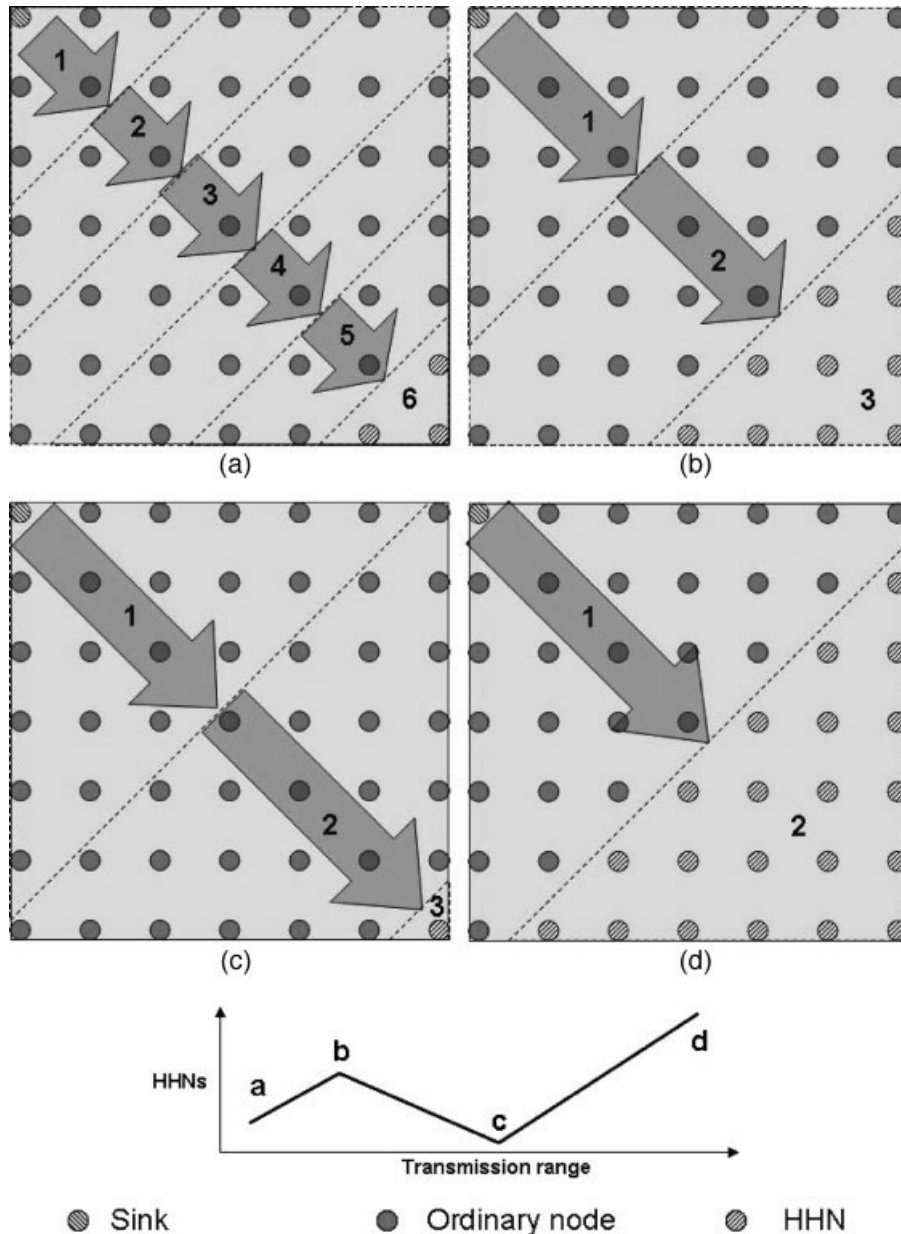 1
2
3
4
5
6
(a)
1
2
3
(b)
1
2
3
(c)
1
2
(d)
HHNs
a
b
c
d
Transmission range
Sink Ordinary node HHN